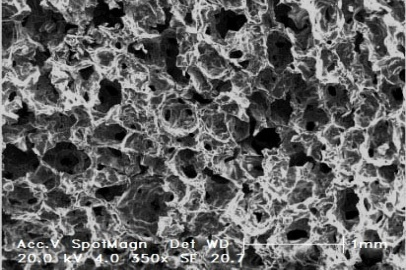 Acc.V SpotMagn Det WD 1mm
20.0 kV 4.0 350x SE 20.7